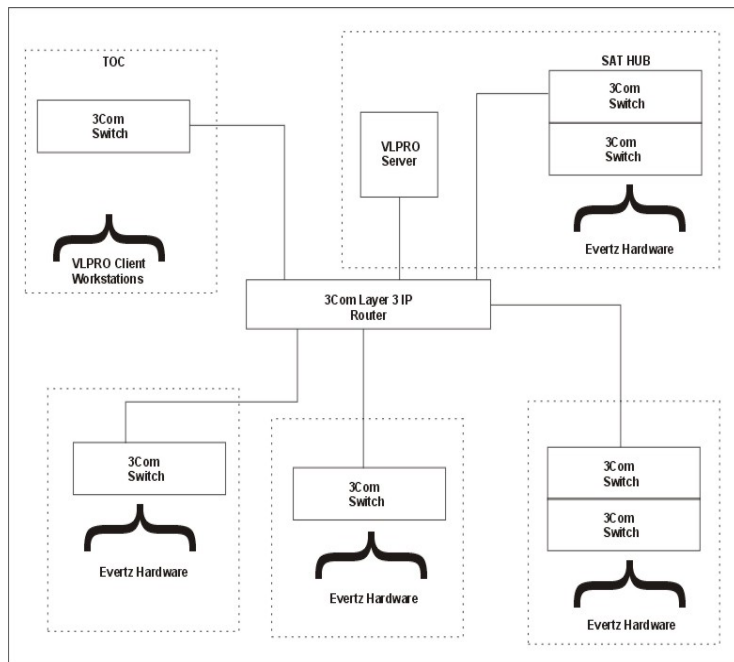 TOC
3Com
Switch
VLPRO Client
Workstations
SAT HUB
VLPRO
Server
3Com
Switch
3Com
Switch
Evertz Hardware
3Com Layer 3 IP
Router
3Com
Switch
Evertz Hardware
3Com
Switch
Evertz Hardware
3Com
Switch
3Com
Switch
Evertz Hardware